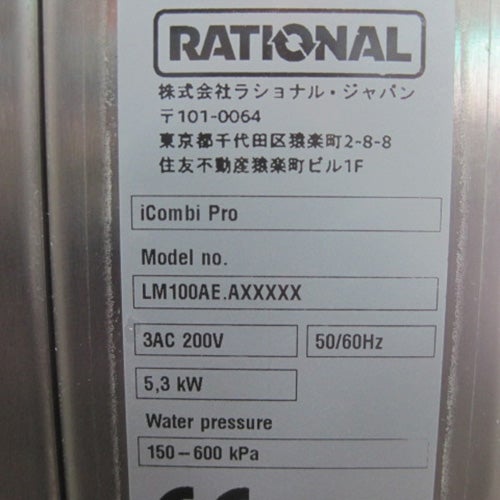 RATIONAL
株式会社ラショナル・ジャパン
〒101-0064
東京都千代田区猿楽町2-8-8
住友不動産猿楽町ビル1F
iCombi Pro
Model no.
LM100AE.AXXXXX
3AC 200V 50/60Hz
5,3 kW
Water pressure
150–600 kPa